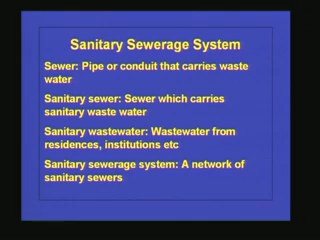 Sanitary Sewerage System
Sewer: Pipe or conduit that carries waste
water
Sanitary sewer: Sewer which carries
sanitary waste water
Sanitary wastewater: Wastewater from
residences, institutions etc
Sanitary sewerage system: A network of
sanitary sewers